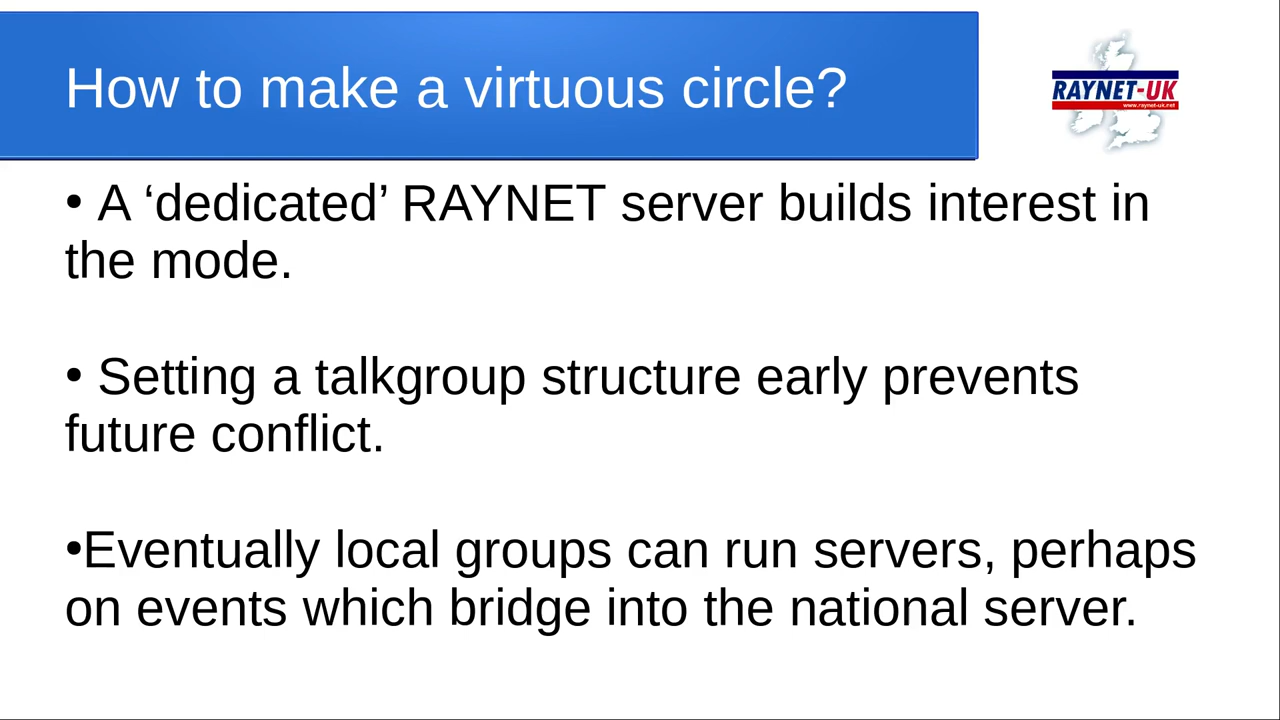 How to make a virtuous circle?
RAYNET-UK
www.raynet-uk.net
• A ‘dedicated’ RAYNET server builds interest in
the mode.
• Setting a talkgroup structure early prevents
future conflict.
•Eventually local groups can run servers, perhaps
on events which bridge into the national server.